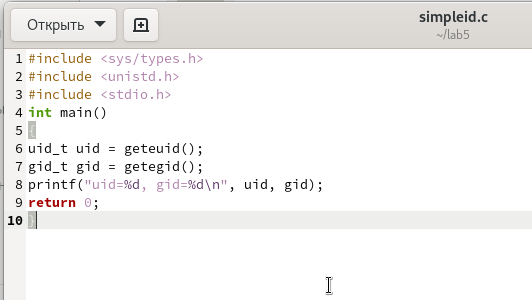 Открыть
simpleid.c
~/lab5
1 #include <sys/types.h>
2 #include <unistd.h>
3 #include <stdio.h>
4 int main()
5 {
6 uid_t uid = geteuid();
7 gid_t gid = getegid();
8 printf("uid=%d, gid=%d\n", uid, gid);
9 return 0;
10 }